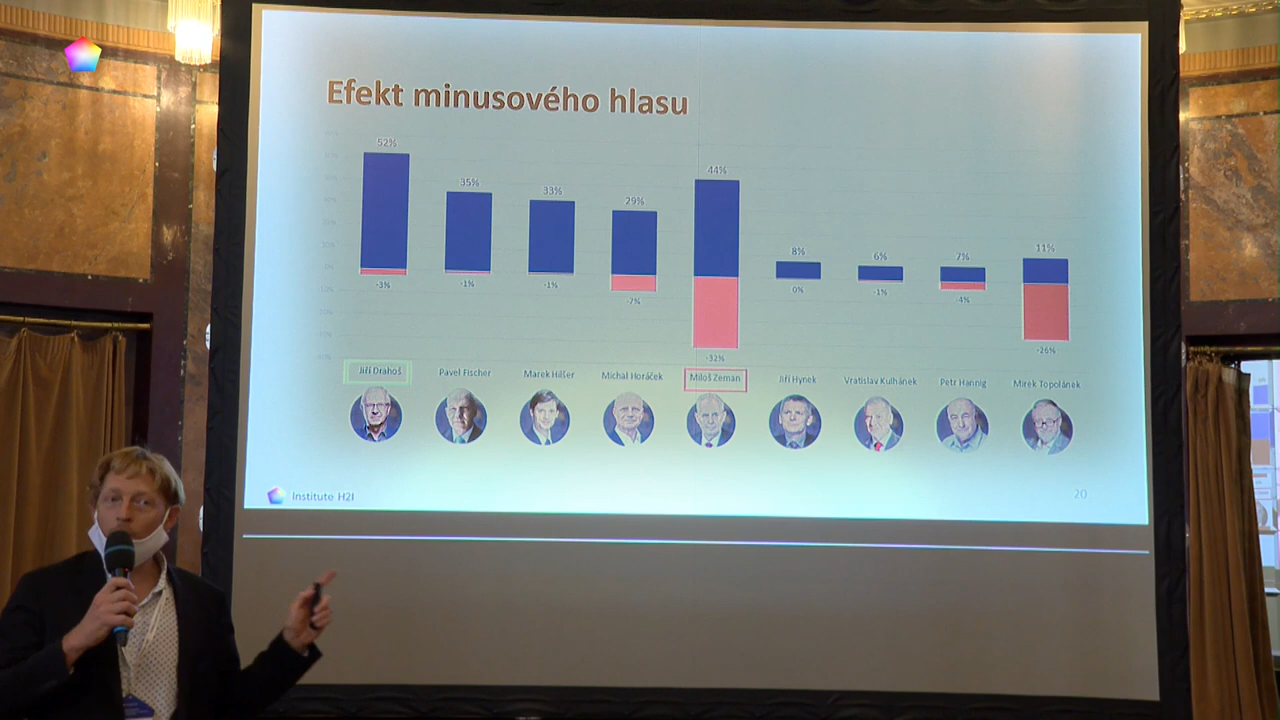 Efekt minusového hlasu
52%
35%
33%
29%
44%
8%
6%
7%
11%
-3%
-1%
-1%
-7%
-32%
0%
-1%
-4%
-26%
Jiří Drahoš
Pavel Fischer
Marek Hilšer
Michal Horáček
Miloš Zeman
Jiří Hynek
Vratislav Kulhánek
Petr Hannig
Mirek Topolánek
Institute H21
20